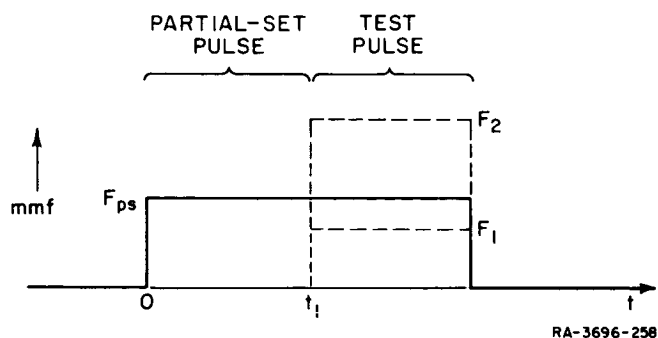 PARTIAL-SET TEST
PULSE PULSE
F2
mmf
Fps
F1
0 t1 t
RA-3696-258